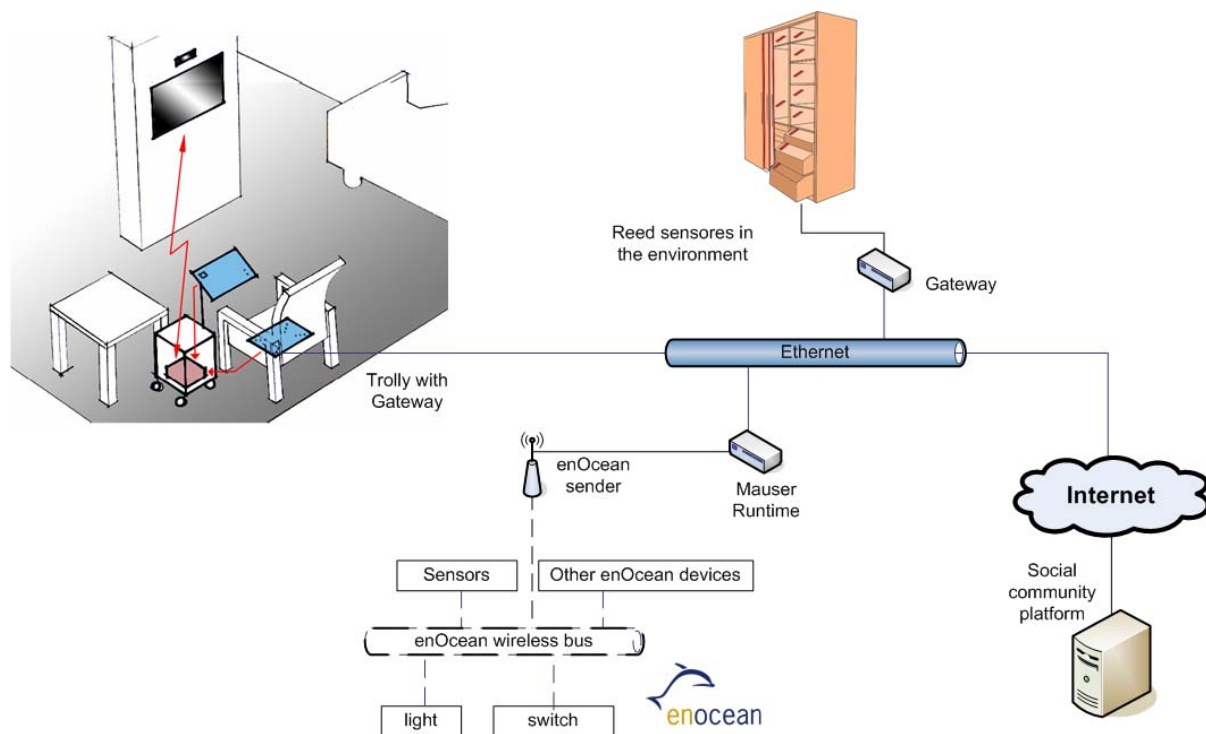 Reed sensores in
the environment
Gateway
Ethernet
Trolly with
Gateway
enOcean
sender
Mauser
Runtime
Internet
Sensors
Other enOcean devices
Social
community
platform
enOcean wireless bus
light
switch
enocean